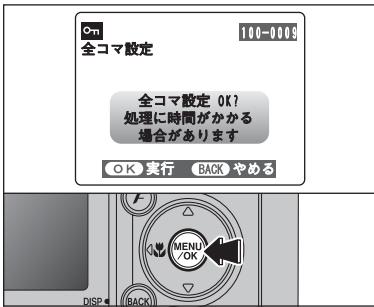 100-0009
全コマ設定
全コマ設定 OK?
処理に時間がかかる
場合があります
OK 実行 BACK やめる
MENU
/OK
DISP
BACK